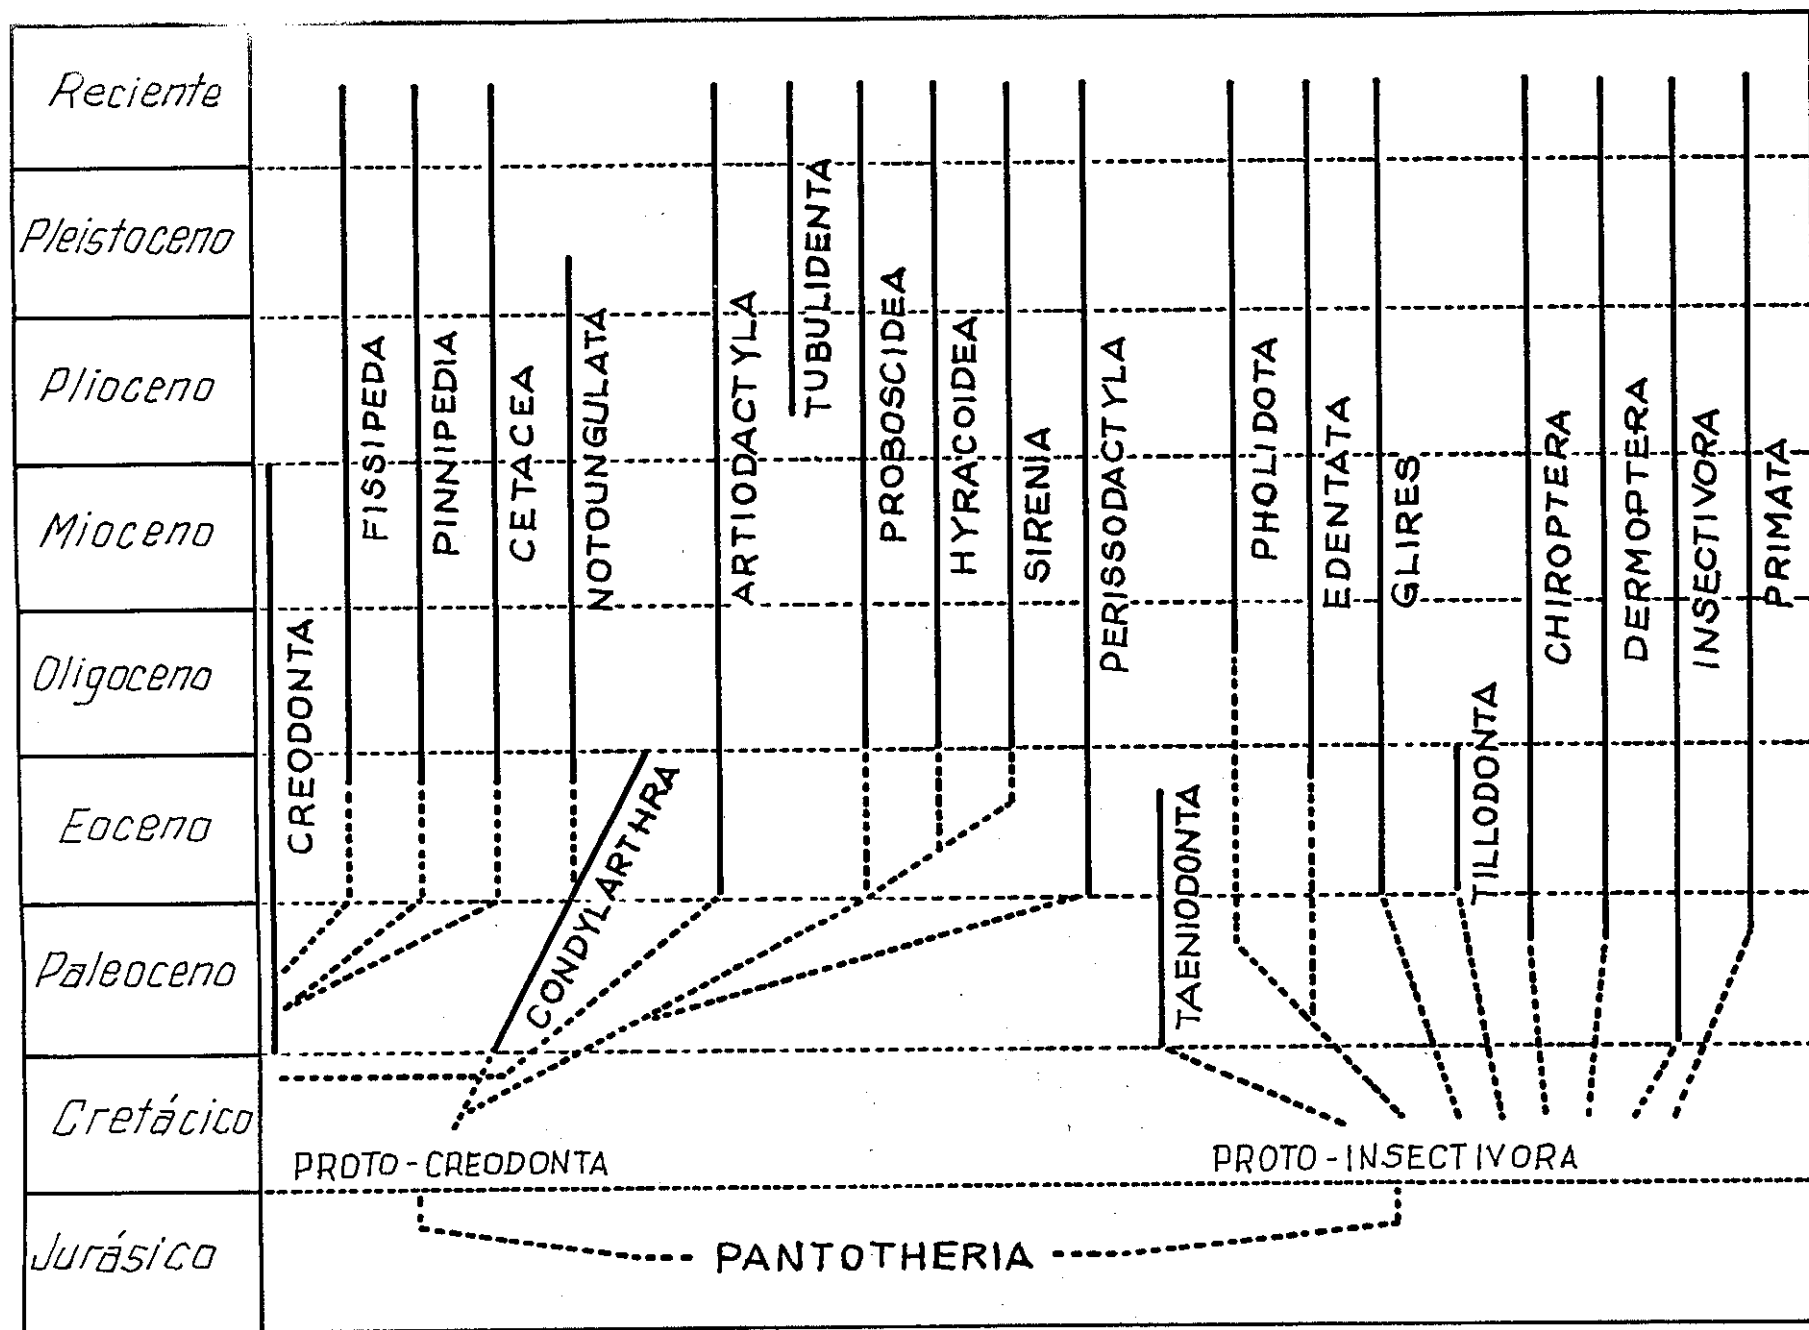 Reciente
Pleistoceno
Plioceno
Mioceno
Oligoceno
Eoceno
Paleoceno
Cretácico
Jurásico
CREODONTA
FISSIPEDA
PINNIPEDIA
CETACEA
NOTOUNGULATA
CONDYLARTHRA
ARTIODACTYLA
TUBULIDENTA
PROBOSCIDEA
HYRACOIDEA
SIRENIA
PERISSODACTYLA
TAENIODONTA
PHOLIDOTA
EDENTATA
GLIRES
TILLODONTA
CHIROPTERA
DERMOPTERA
INSECTIVORA
PRIMATA
PROTO-CREODONTA
PROTO-INSECTIVORA
PANTOTHERIA